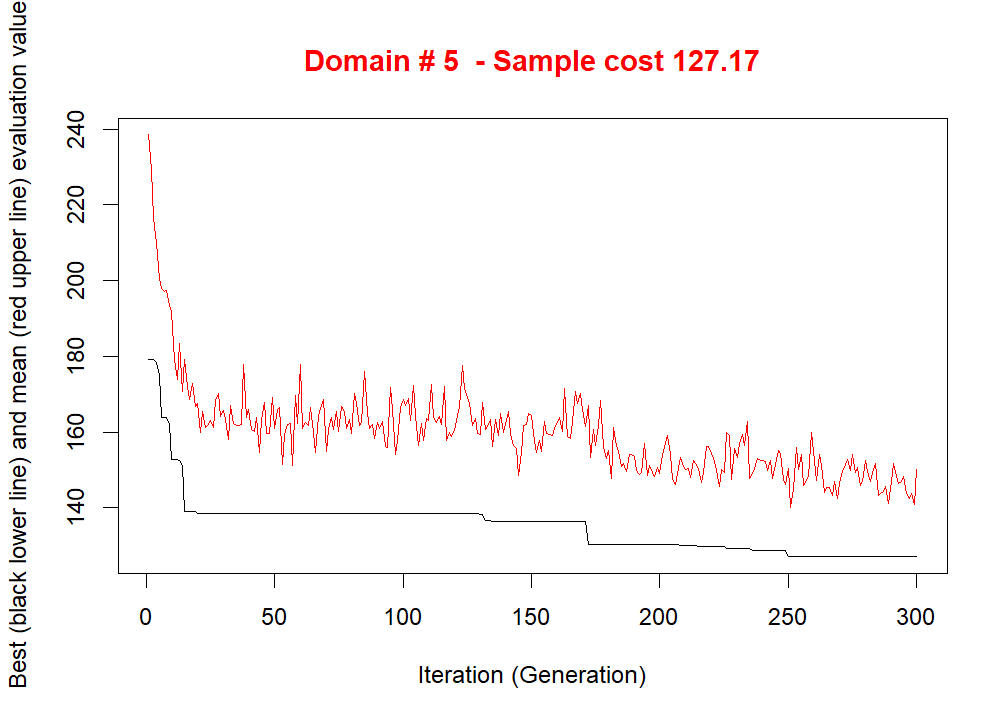 Domain # 5  - Sample cost 127.17
Best (black lower line) and mean (red upper line) evaluation value
240
220
200
180
160
140
0 50 100 150 200 250 300
Iteration (Generation)